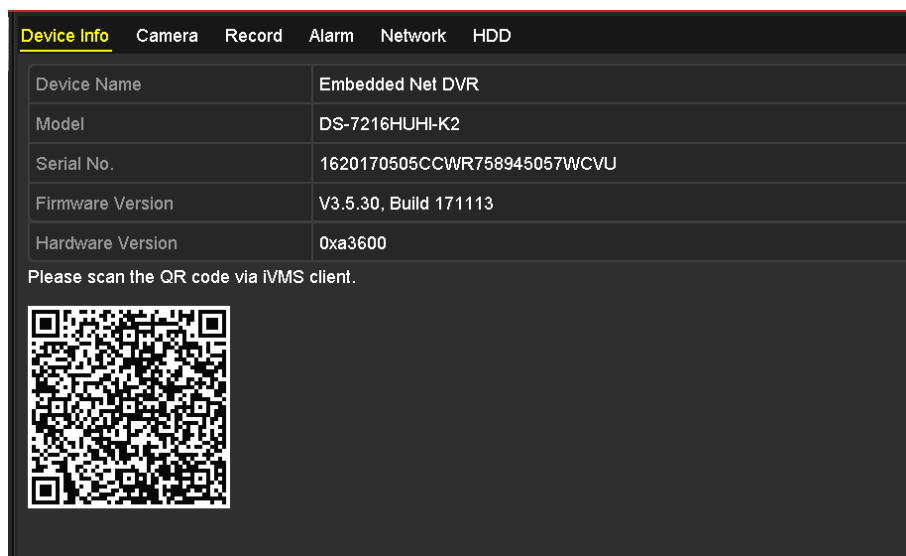 Device Info Camera Record Alarm Network HDD
Device Name Embedded Net DVR
Model DS-7216HUHI-K2
Serial No. 1620170505CCWR758945057WCVU
Firmware Version V3.5.30, Build 171113
Hardware Version 0xa3600
Please scan the QR code via iVMS client.